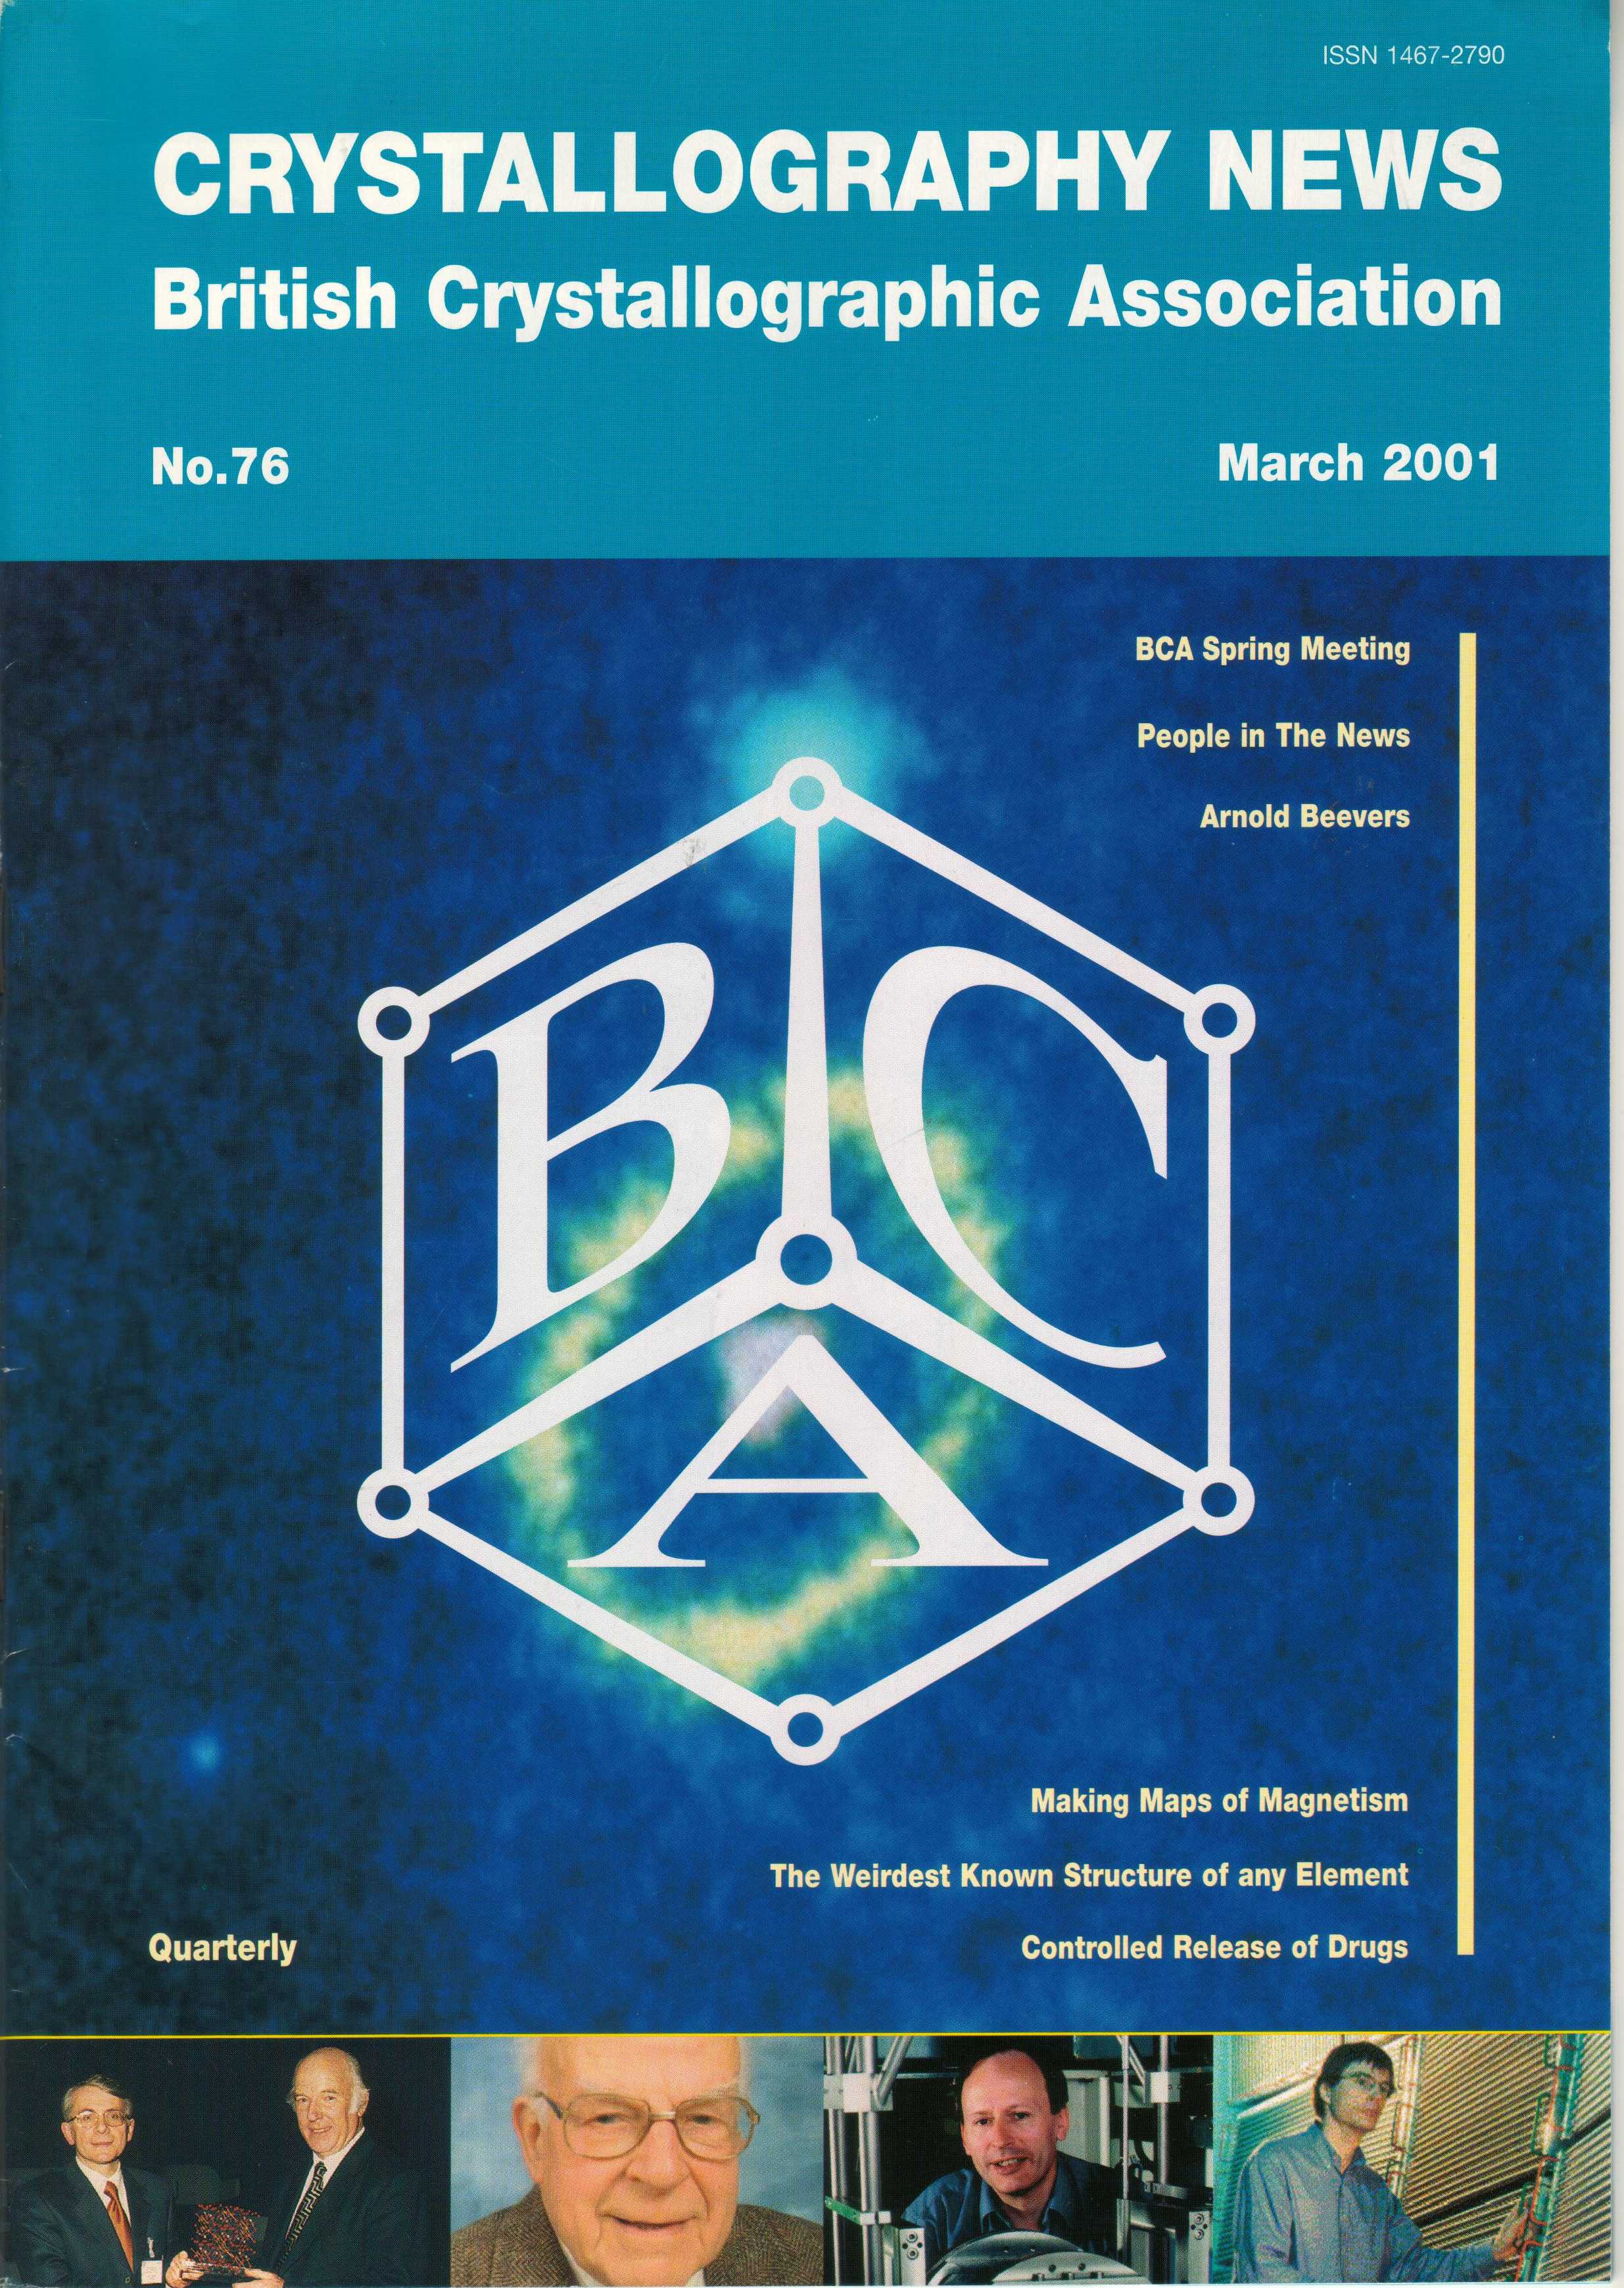 ISSN 1467-2790
CRYSTALLOGRAPHY NEWS
British Crystallographic Association
No.76
March 2001
BCA Spring Meeting
People in The News
Arnold Beevers
B C
A
Making Maps of Magnetism
The Weirdest Known Structure of any Element
Quarterly
Controlled Release of Drugs